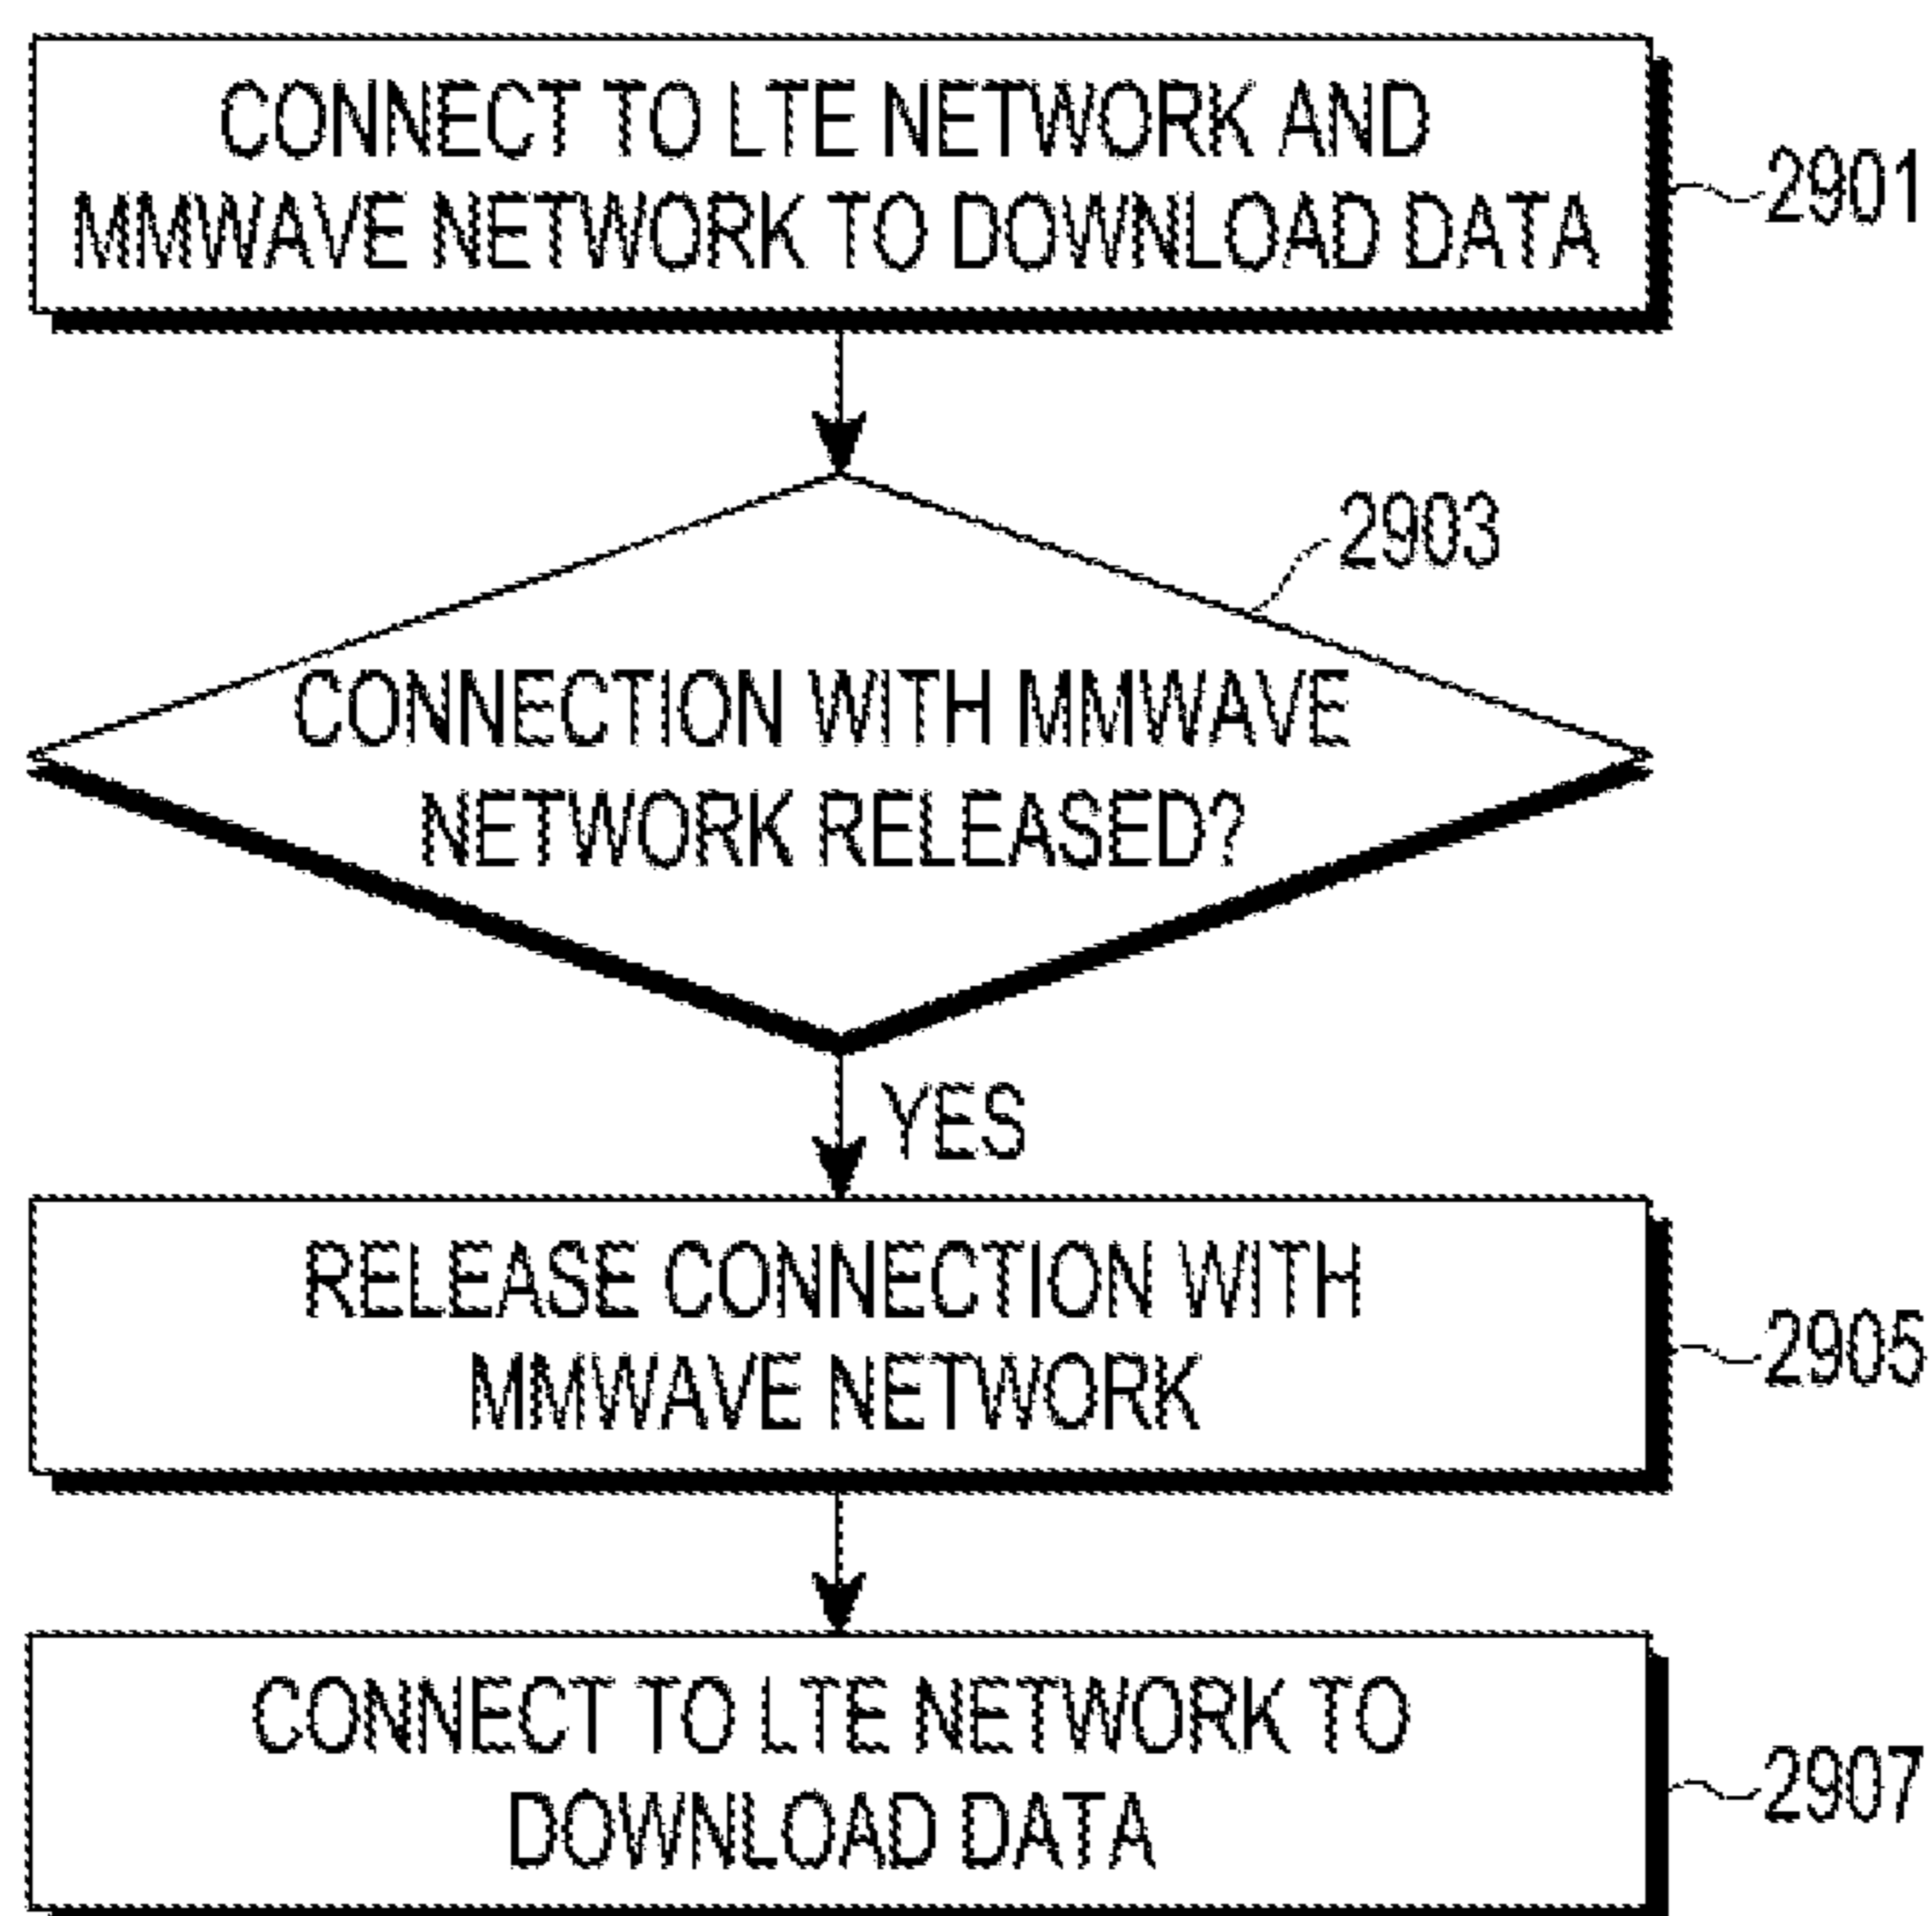 CONNECT TO LTE NETWORK AND
MMWAVE NETWORK TO DOWNLOAD DATA
2901
2903
CONNECTION WITH MMWAVE
NETWORK RELEASED?
YES
RELEASE CONNECTION WITH
MMWAVE NETWORK
2905
CONNECT TO LTE NETWORK TO
DOWNLOAD DATA
2907